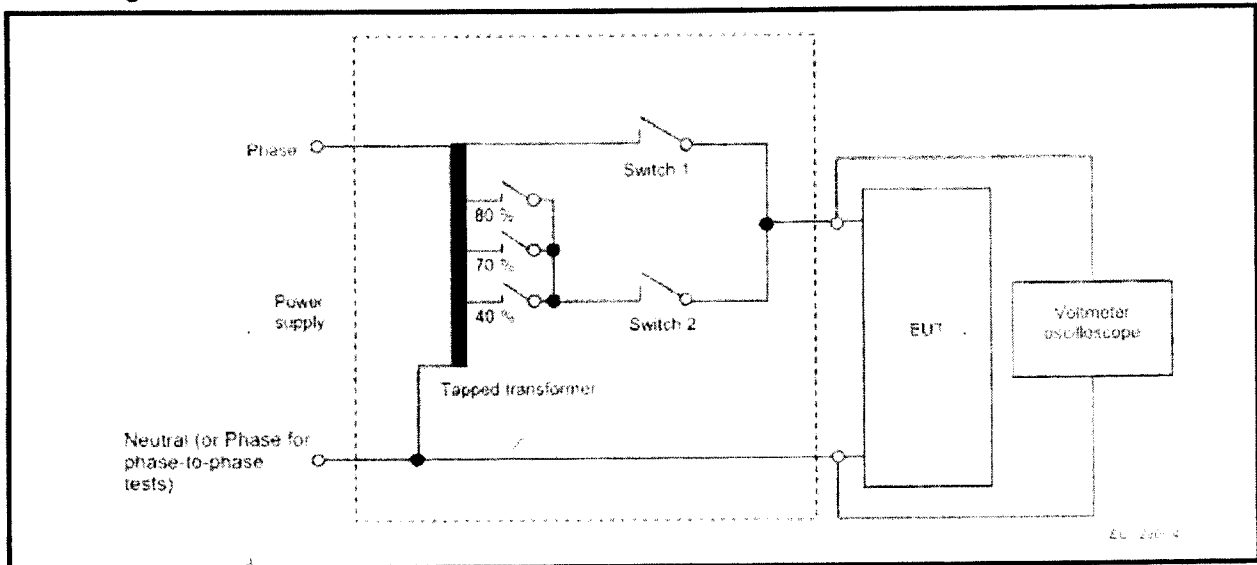 Phase
Switch 1
80 %
70 %
40 %
Power
supply
Switch 2
Tapped transformer
EUT
Voltmeter
oscilloscope
Neutral (or Phase for
phase-to-phase
tests)